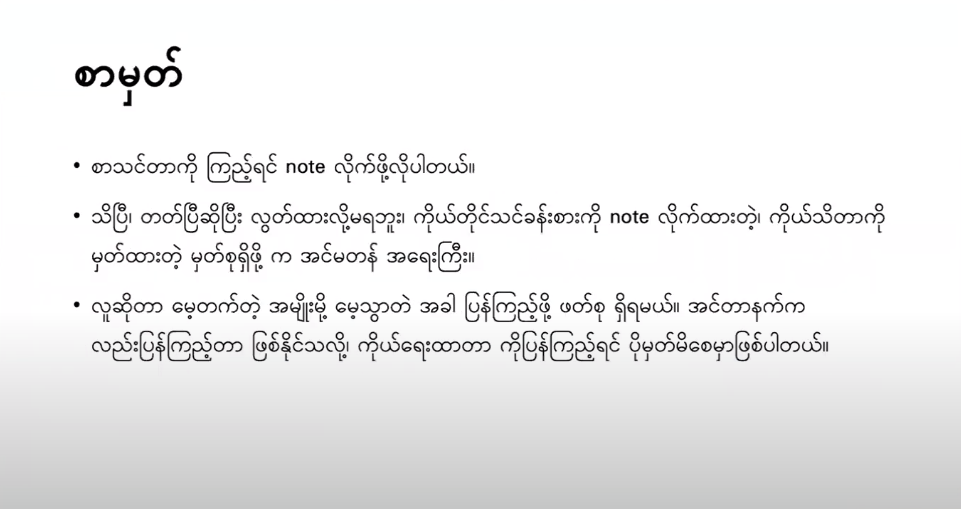 စာမှတ်
• စာသင်တာကို ကြည့်ရင် note လိုက်ဖို့လိုပါတယ်။
• သိပြီ၊ တတ်ပြီဆိုပြီး လွတ်ထားလို့မရဘူး၊ ကိုယ်တိုင်သင်ခန်းစားကို note လိုက်ထားတဲ့၊ ကိုယ်သိတာကို
မှတ်ထားတဲ့ မှတ်စုရှိဖို့ က အင်မတန် အရေးကြီး။
• လူဆိုတာ မေ့တက်တဲ့ အမျိုးမို့ မေ့သွာတဲ အခါ ပြန်ကြည့်ဖို့ ဖတ်စု ရှိရမယ်။ အင်တာနက်က
လည်းပြန်ကြည့်တာ ဖြစ်နိုင်သလို့၊ ကိုယ်ရေးထာတာ ကိုပြန်ကြည့်ရင် ပိုမှတ်မိစေမှာဖြစ်ပါတယ်။